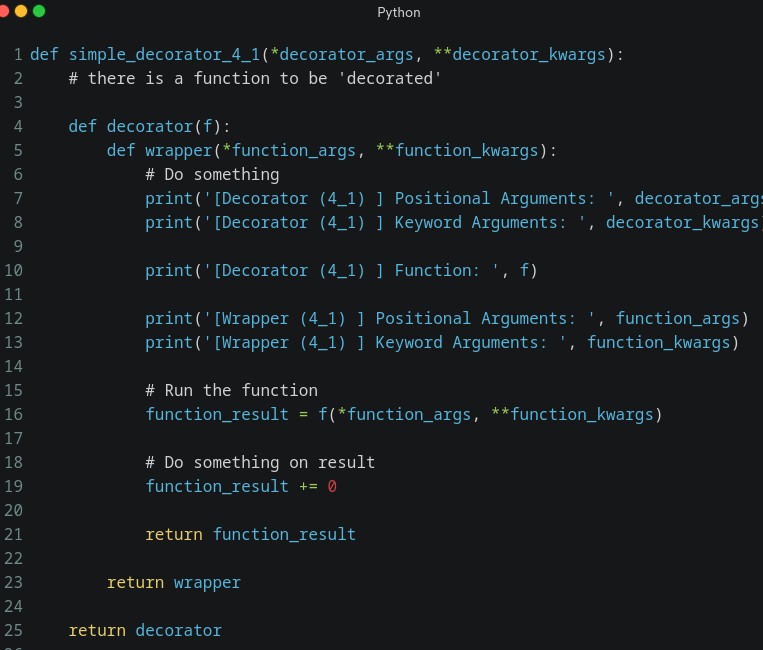 Python
1 def simple_decorator_4_1(*decorator_args, **decorator_kwargs):
2     # there is a function to be 'decorated'
3
4     def decorator(f):
5         def wrapper(*function_args, **function_kwargs):
6             # Do something
7             print('[Decorator (4_1) ] Positional Arguments: ', decorator_args
8             print('[Decorator (4_1) ] Keyword Arguments: ', decorator_kwargs)
9
10             print('[Decorator (4_1) ] Function: ', f)
11
12             print('[Wrapper (4_1) ] Positional Arguments: ', function_args)
13             print('[Wrapper (4_1) ] Keyword Arguments: ', function_kwargs)
14
15             # Run the function
16             function_result = f(*function_args, **function_kwargs)
17
18             # Do something on result
19             function_result += 0
20
21             return function_result
22
23         return wrapper
24
25     return decorator